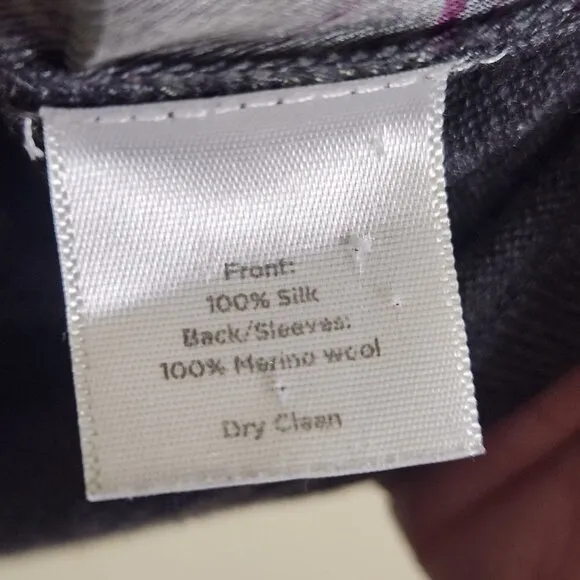 Front:
100% Silk
Back/Sleeves:
100% Merino wool
Dry Clean